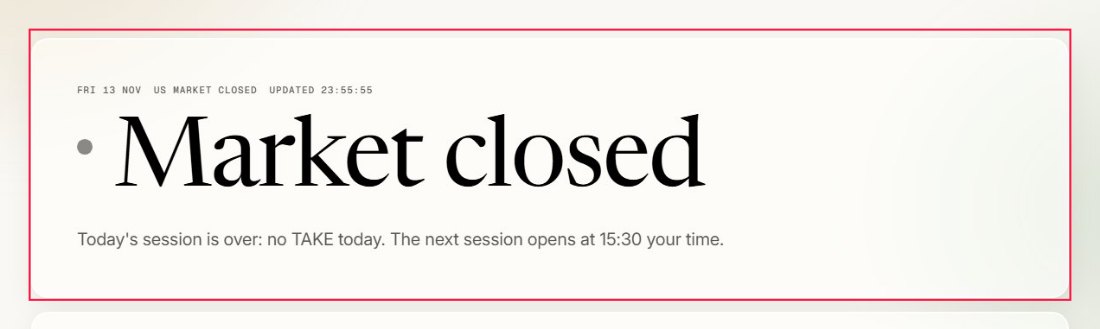 FRI 13 NOV US MARKET CLOSED UPDATED 23:55:55
Market closed
Today's session is over: no TAKE today. The next session opens at 15:30 your time.